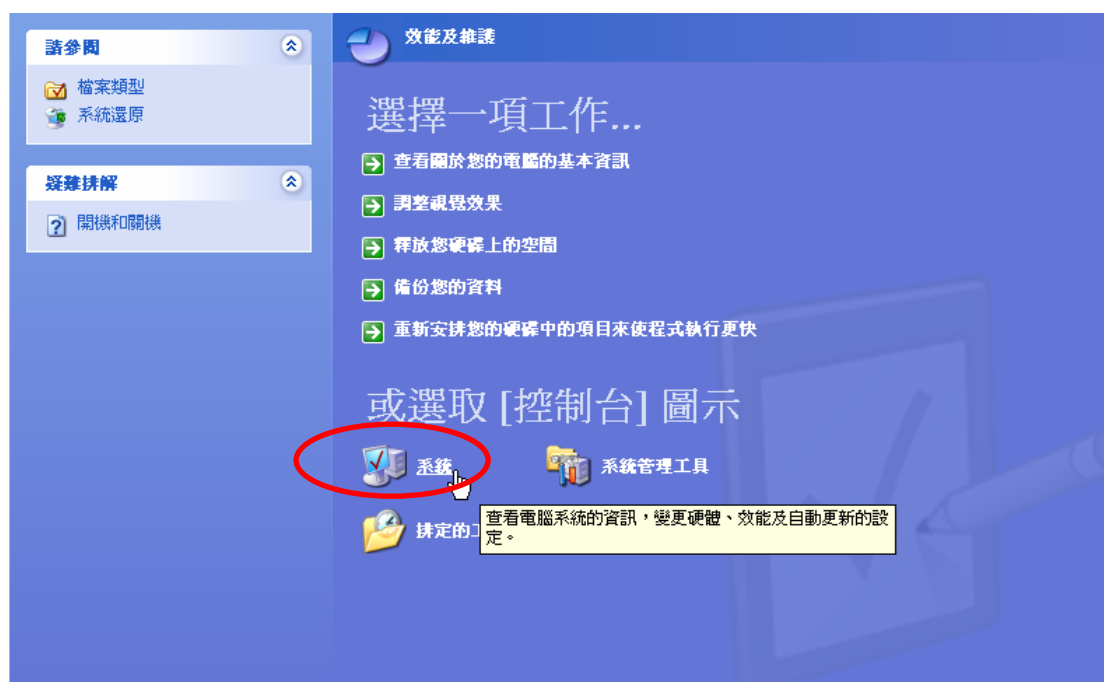 請參閱
檔案類型
系統還原
疑難排解
開機和關機
效能及維護
選擇一項工作...
查看關於您的電腦的基本資訊
調整視覺效果
釋放您硬碟上的空間
備份您的資料
重新安排您的硬碟中的項目來使程式執行更快
或選取 [控制台] 圖示
系統
系統管理工具
排定的
查看電腦系統的資訊，變更硬體、效能及自動更新的設
定。